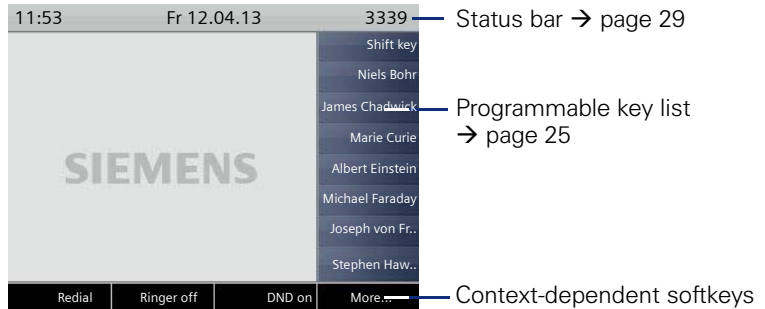 11:53 Fr 12.04.13 3339
Status bar → page 29
Shift key
Niels Bohr
James Chadwick
Programmable key list
→ page 25
Marie Curie
Albert Einstein
Michael Faraday
Joseph von Fr..
Stephen Haw..
SIEMENS
Redial Ringer off DND on More...
Context-dependent softkeys